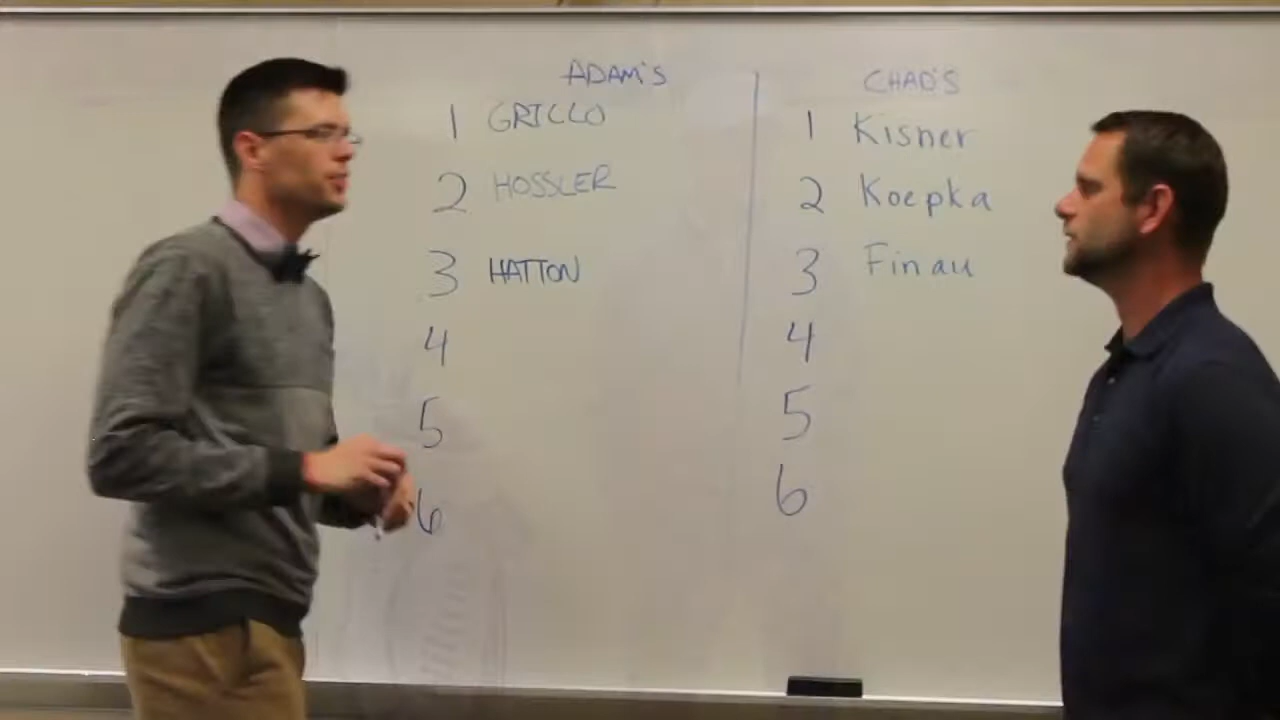 ADAM'S
1 GRILLO
2 HOSSLER
3 HATTON
4
5
6
CHAD'S
1 Kisner
2 Koepka
3 Finau
4
5
6